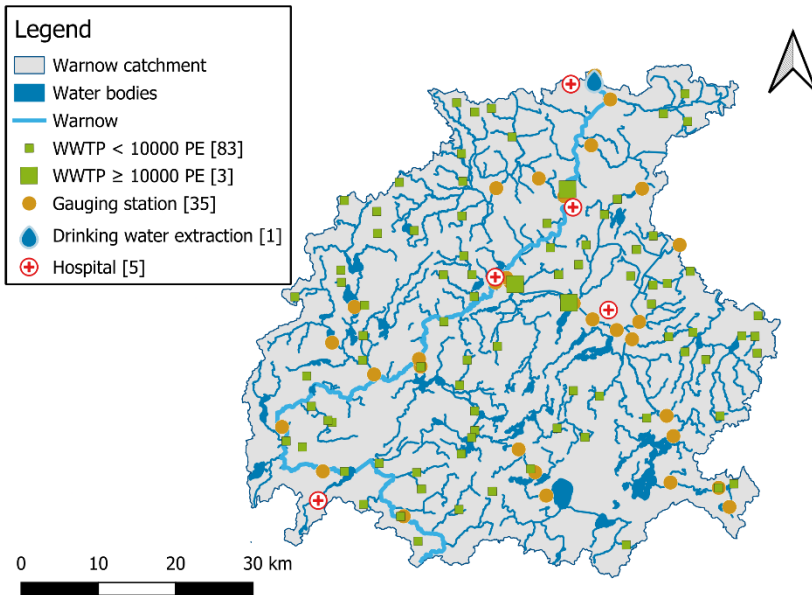 Legend
Warnow catchment
Water bodies
Warnow
WWTP < 10000 PE [83]
WWTP ≥ 10000 PE [3]
Gauging station [35]
Drinking water extraction [1]
Hospital [5]
0 10 20 30 km